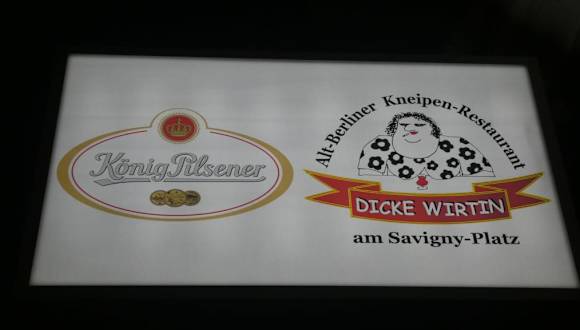 König Pilsener
Alt-Berliner Kneipen-Restaurant
DICKE WIRTIN
am Savigny-Platz